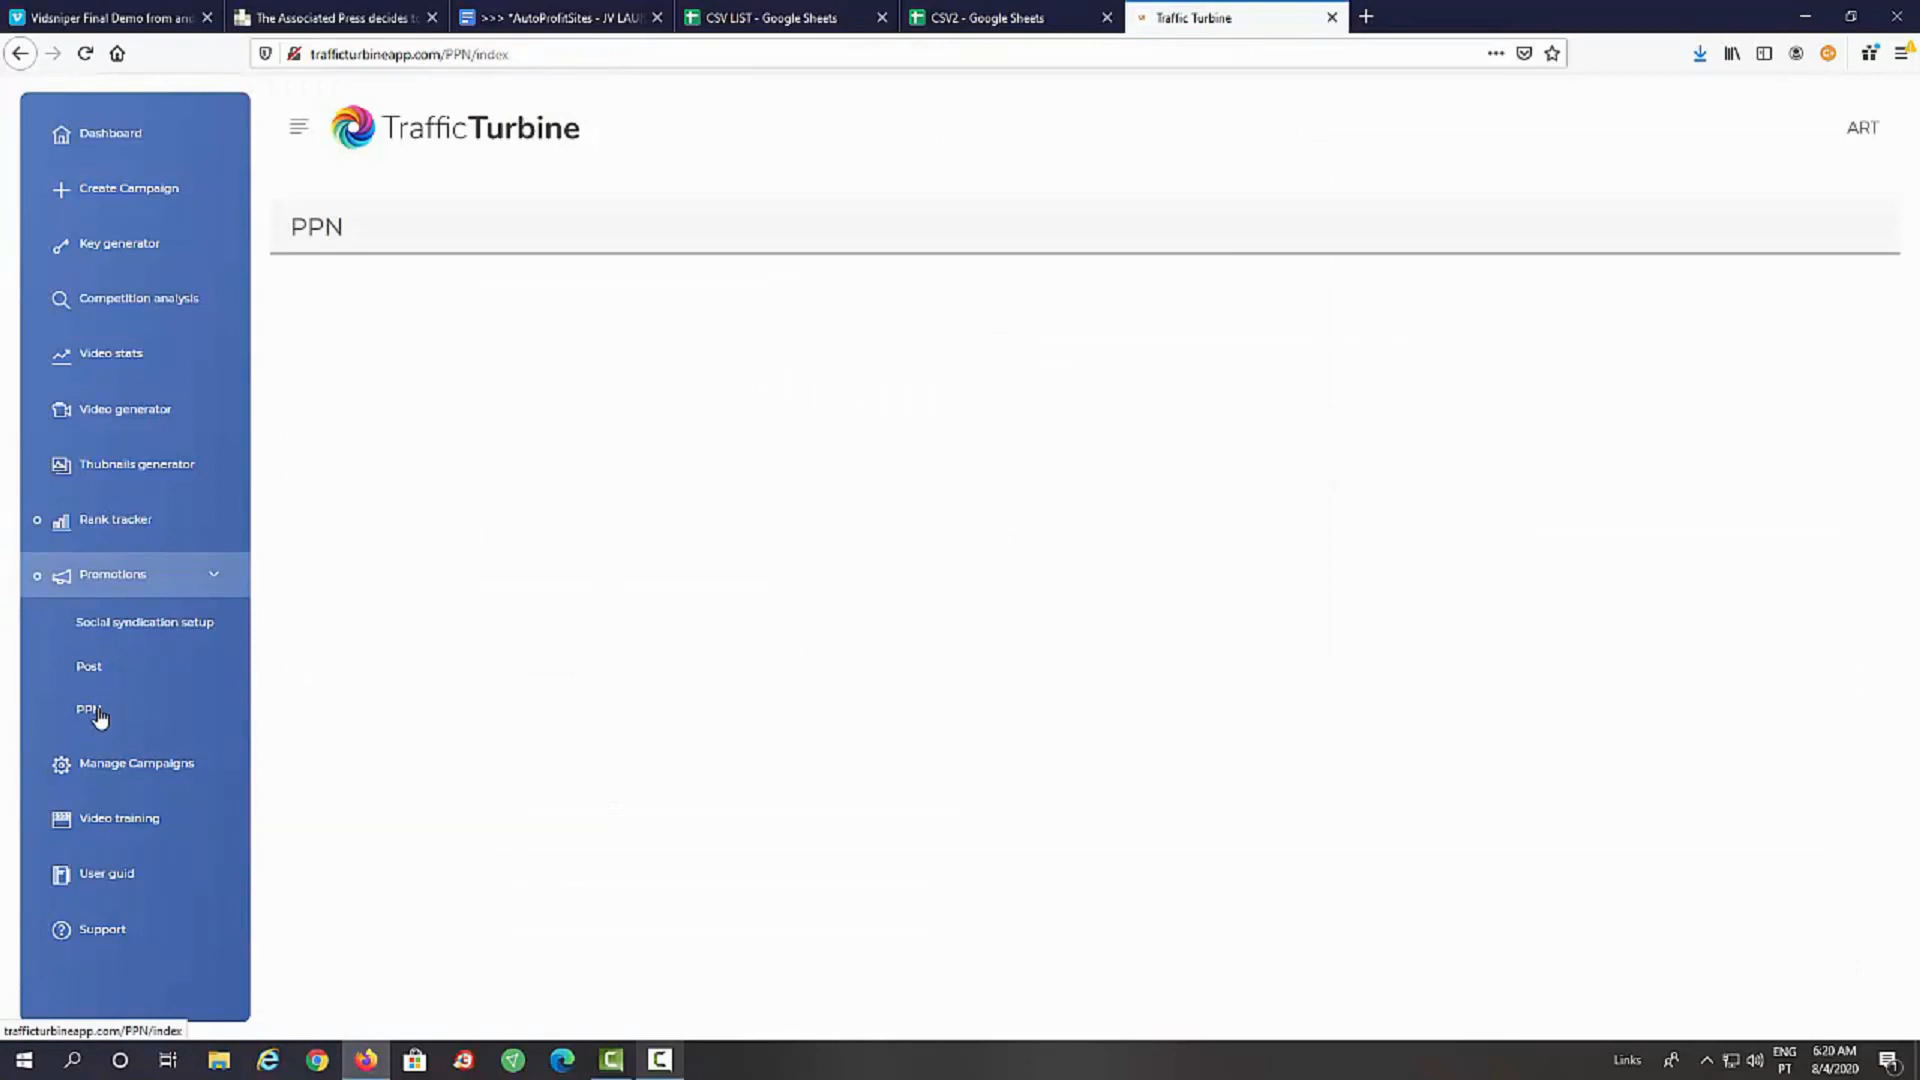 Vidsniper Final Demo from and
The Associated Press decides to
>>> "AutoProfitSites - JV LAU
CSV LIST - Google Sheets
CSV2 - Google Sheets
Traffic Turbine
trafficturbineapp.com/PPN/index
TrafficTurbine
ART
PPN
Dashboard
Create Campaign
Key generator
Competition analysis
Video stats
Video generator
Thubnails generator
Rank tracker
Promotions
Social syndication setup
Post
PPN
Manage Campaigns
Video training
User guid
Support
trafficturbineapp.com/PPN/index
Links
ENG
PT
6:20 AM
8/4/2020